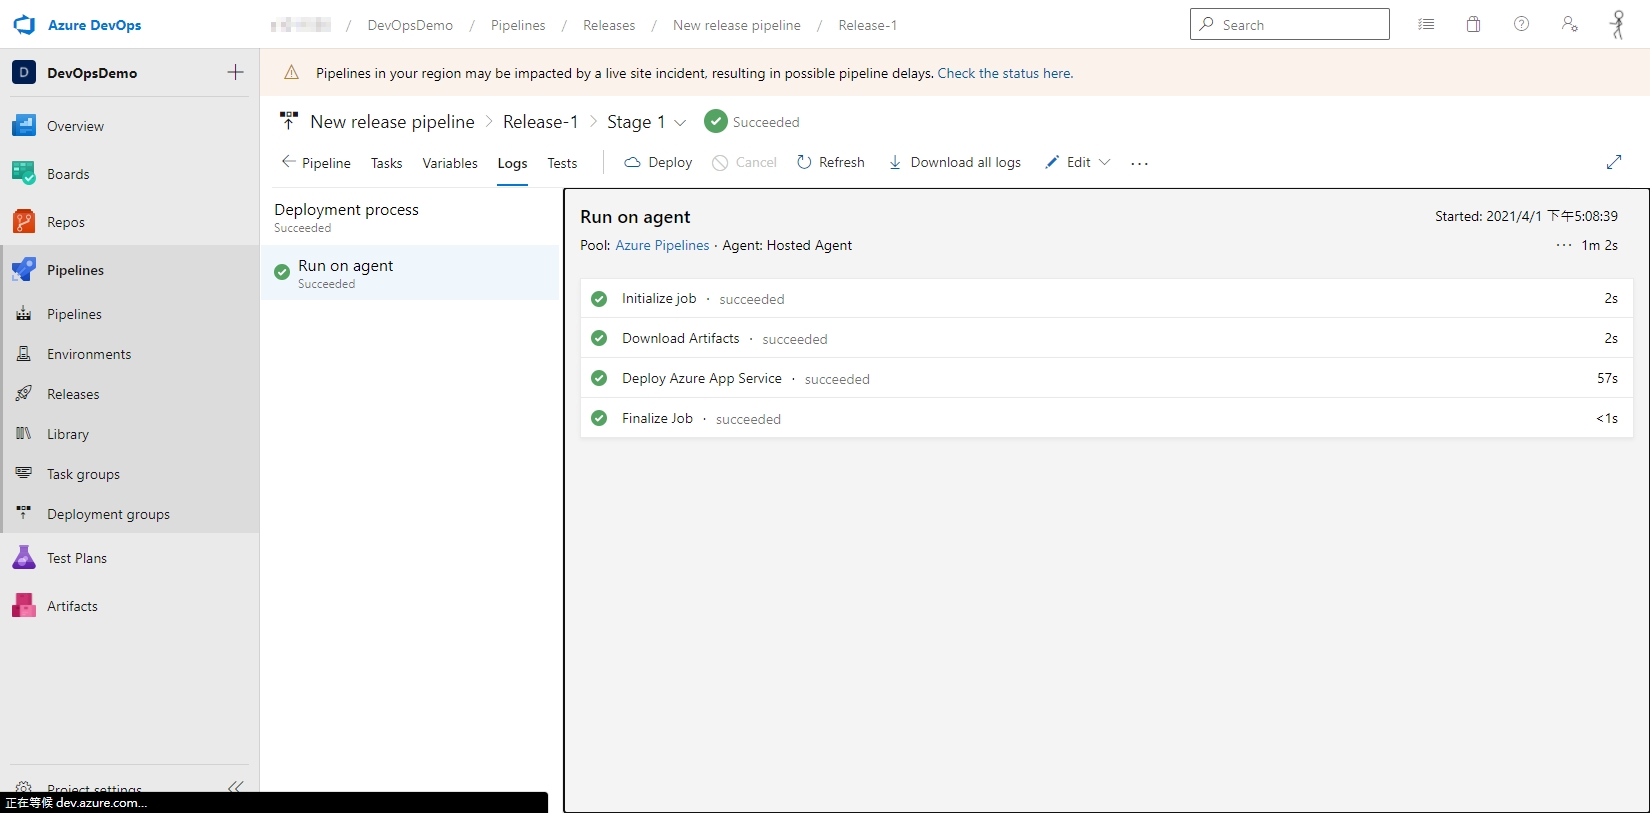 Azure DevOps
/ DevOpsDemo / Pipelines / Releases / New release pipeline / Release-1
Search
D DevOpsDemo
Pipelines in your region may be impacted by a live site incident, resulting in possible pipeline delays. Check the status here.
New release pipeline > Release-1 > Stage 1 Succeeded
Pipeline Tasks Variables Logs Tests Deploy Cancel Refresh Download all logs Edit ...
Overview
Boards
Repos
Pipelines
Pipelines
Environments
Releases
Library
Task groups
Deployment groups
Test Plans
Artifacts
Project settings
正在等候 dev.azure.com...
Deployment process
Succeeded
Run on agent
Succeeded
Run on agent
Started: 2021/4/1 下午5:08:39
Pool: Azure Pipelines · Agent: Hosted Agent
... 1m 2s
Initialize job · succeeded 2s
Download Artifacts · succeeded 2s
Deploy Azure App Service · succeeded 57s
Finalize Job · succeeded <1s